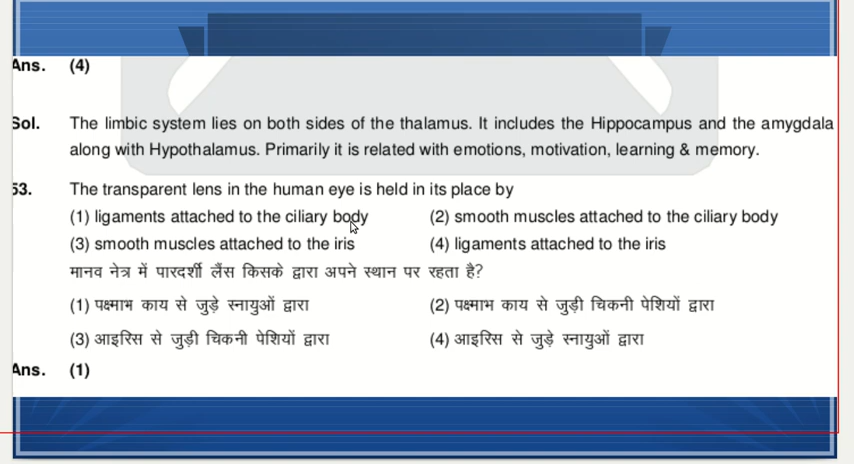 Ans. (4)
Sol. The limbic system lies on both sides of the thalamus. It includes the Hippocampus and the amygdala
along with Hypothalamus. Primarily it is related with emotions, motivation, learning & memory.
53. The transparent lens in the human eye is held in its place by
(1) ligaments attached to the ciliary body (2) smooth muscles attached to the ciliary body
(3) smooth muscles attached to the iris (4) ligaments attached to the iris
मानव नेत्र में पारदर्शी लैंस किसके द्वारा अपने स्थान पर रहता है?
(1) पक्ष्माभ काय से जुड़े स्नायुओं द्वारा (2) पक्ष्माभ काय से जुड़ी चिकनी पेशियों द्वारा
(3) आइरिस से जुड़ी चिकनी पेशियों द्वारा (4) आइरिस से जुड़े स्नायुओं द्वारा
Ans. (1)